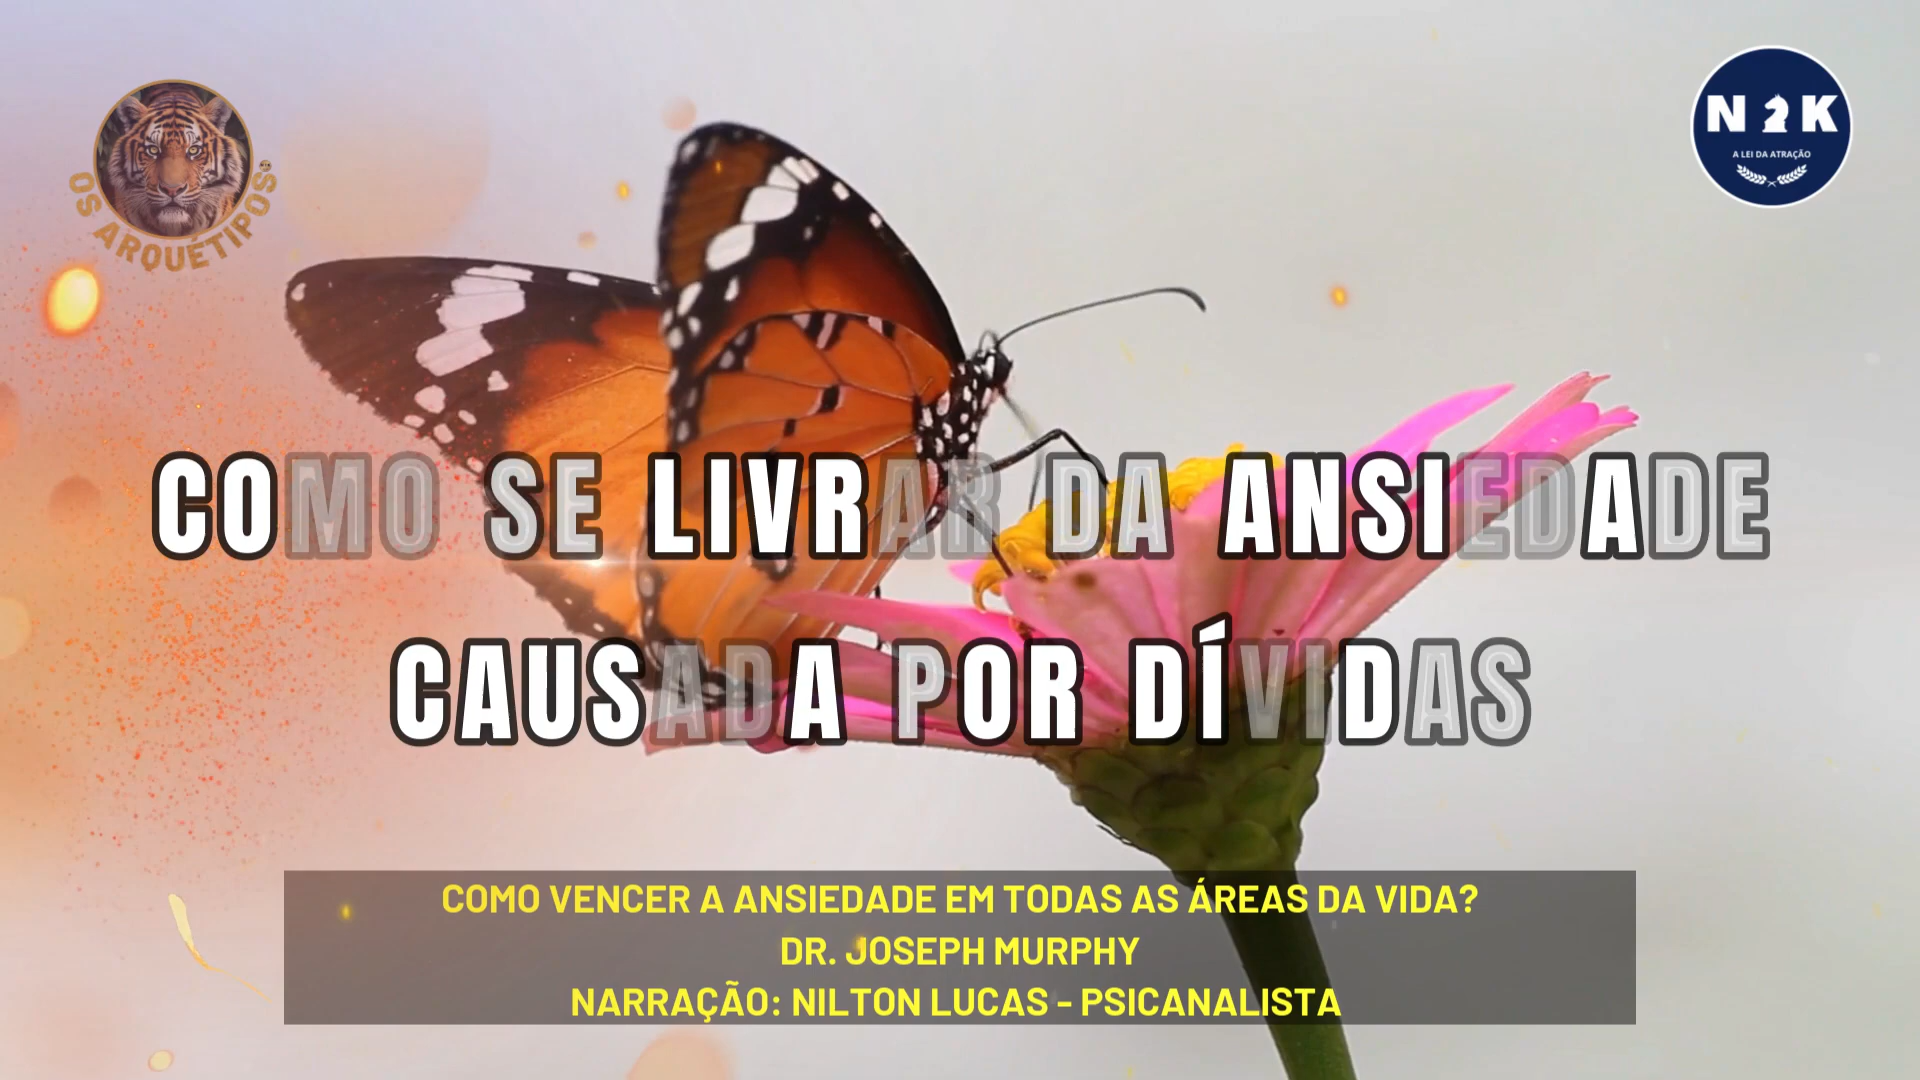 OS ARQUÉTIPOS
N K
A LEI DA ATRAÇÃO
COMO SE LIVRAR DA ANSIEDADE
CAUSADA POR DÍVIDAS
COMO VENCER A ANSIEDADE EM TODAS AS ÁREAS DA VIDA?
DR. JOSEPH MURPHY
NARRAÇÃO: NILTON LUCAS - PSICANALISTA